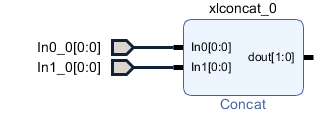 xlconcat_0
In0_0[0:0]
In1_0[0:0]
In0[0:0]
In1[0:0]
dout[1:0]
Concat